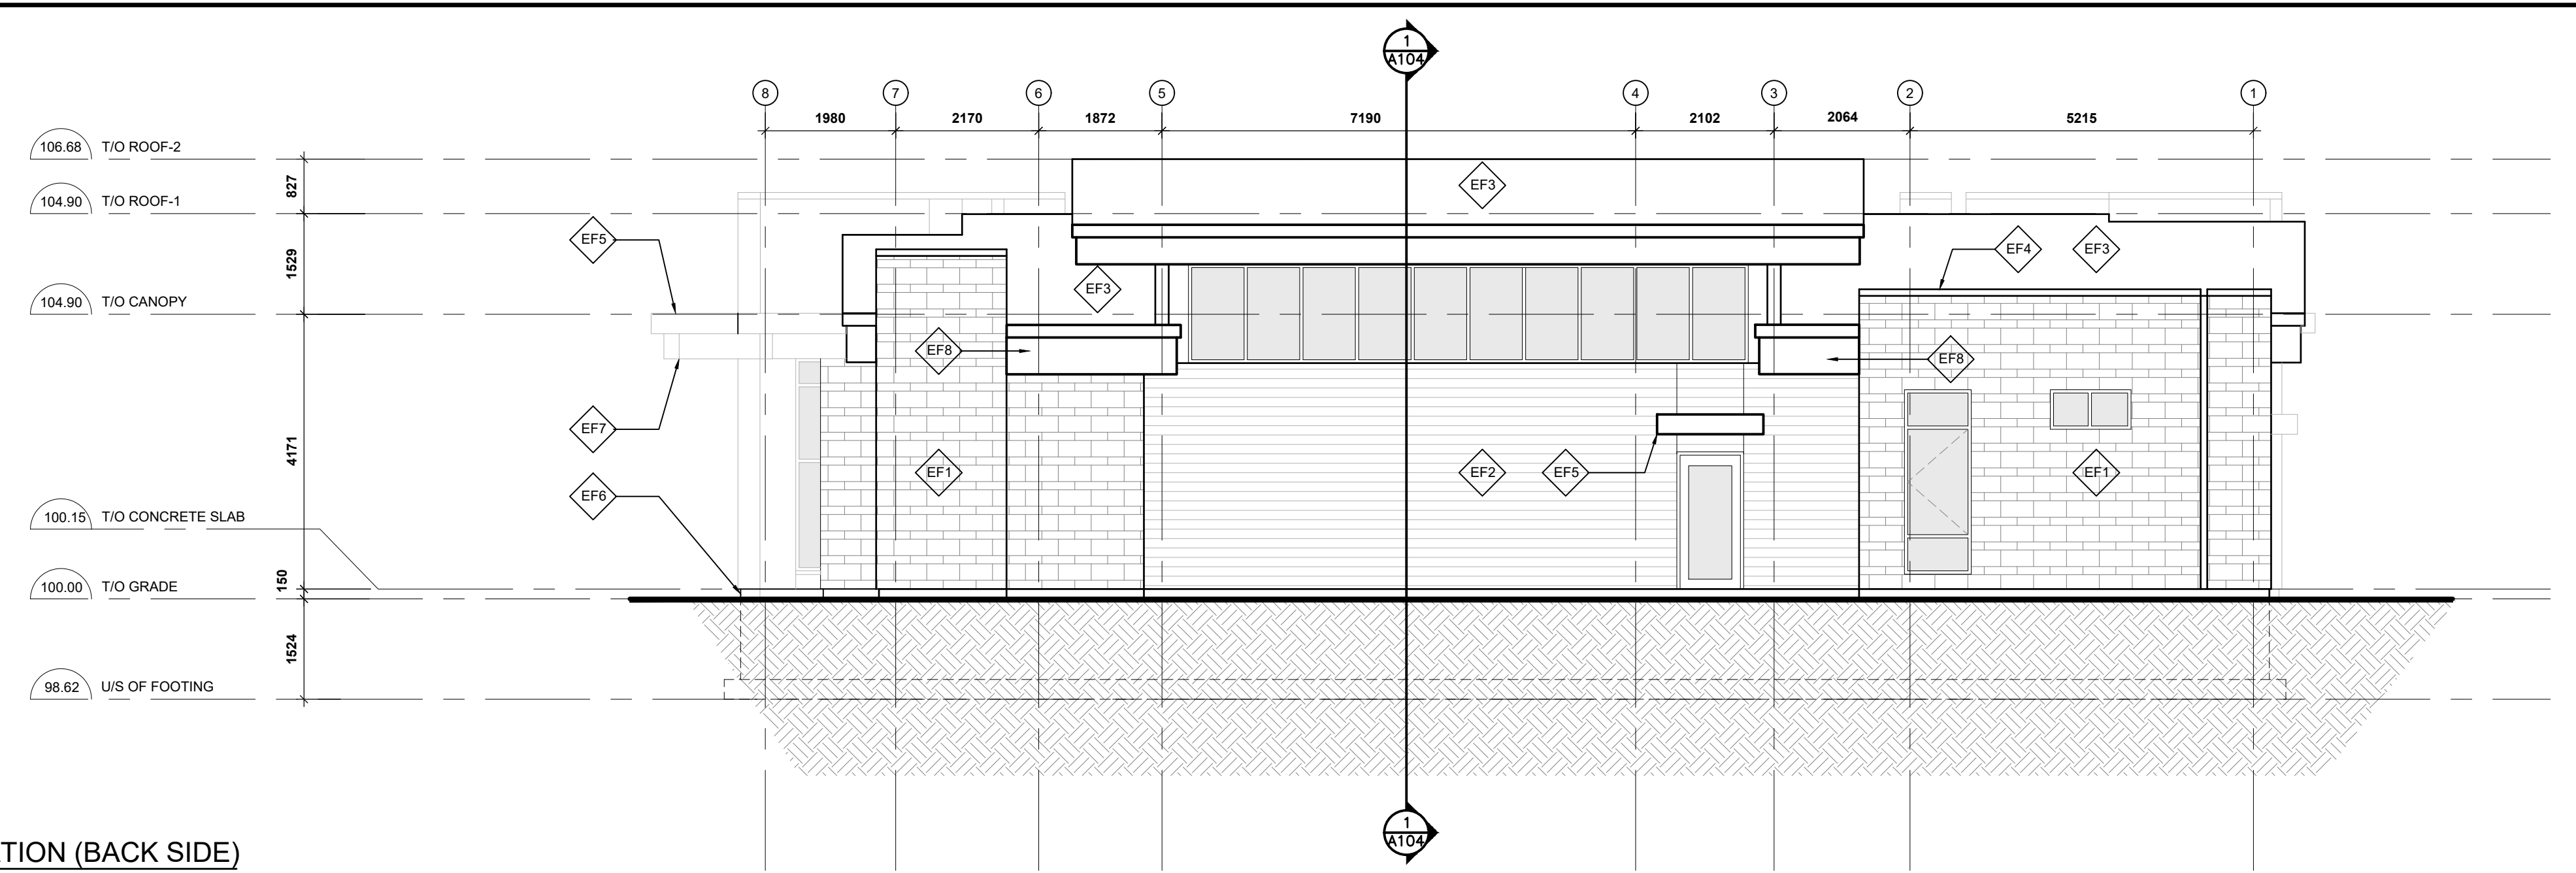 1
A104
8 7 6 5 4 3 2 1
1980 2170 1872 7190 2102 2064 5215
106.68 T/O ROOF-2
827
104.90 T/O ROOF-1
1529
104.90 T/O CANOPY
4171
100.15 T/O CONCRETE SLAB
150
100.00 T/O GRADE
1524
98.62 U/S OF FOOTING
EF3
EF5 EF4 EF3
EF3
EF8 EF8
EF7
EF1 EF2 EF5 EF1
EF6
1
A104
ATION (BACK SIDE)